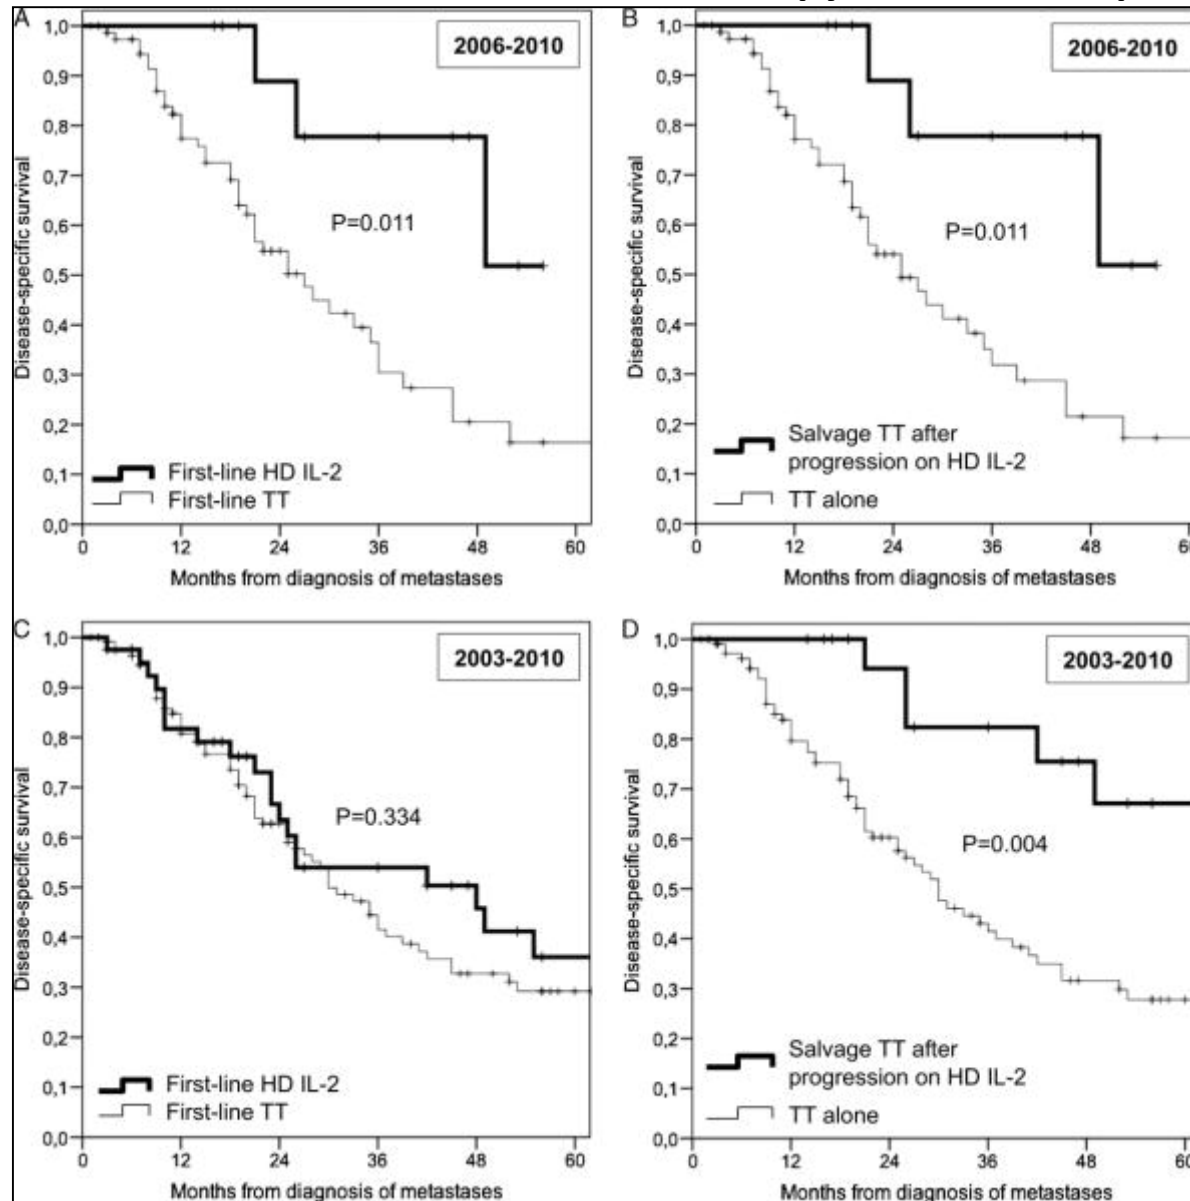 A
2006-2010
1,0
0,9
0,8
0,7
0,6
0,5
0,4
0,3
0,2
0,1
0,0
Disease-specific survival
P=0.011
First-line HD IL-2
First-line TT
0 12 24 36 48 60
Months from diagnosis of metastases
B
2006-2010
1,0
0,9
0,8
0,7
0,6
0,5
0,4
0,3
0,2
0,1
0,0
Disease-specific survival
P=0.011
Salvage TT after
progression on HD IL-2
TT alone
0 12 24 36 48
Months from diagnosis of metastases
C
2003-2010
1,0
0,9
0,8
0,7
0,6
0,5
0,4
0,3
0,2
0,1
0,0
Disease-specific survival
P=0.334
First-line HD IL-2
First-line TT
0 12 24 36 48 60
Months from diagnosis of metastases
D
2003-2010
1,0
0,9
0,8
0,7
0,6
0,5
0,4
0,3
0,2
0,1
0,0
Disease-specific survival
P=0.004
Salvage TT after
progression on HD IL-2
TT alone
0 12 24 36 48 60
Months from diagnosis of metastases